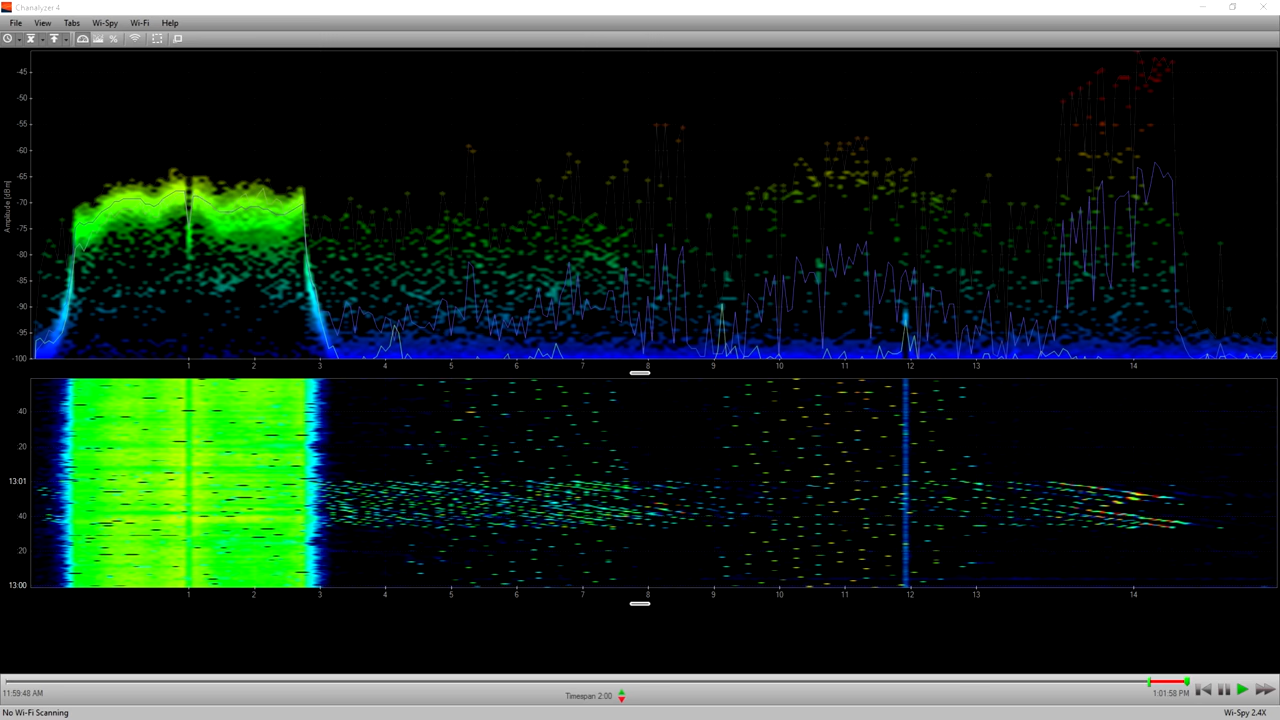 Chanalyzer 4
File View Tabs Wi-Spy Wi-Fi Help
-45
-50
-55
-60
-65
-70
-75
-80
-85
-90
-95
-100
Amplitude [dBm]
1 2 3 4 5 6 7 8 9 10 11 12 13 14
40
20
13:01
40
20
13:00
1 2 3 4 5 6 7 8 9 10 11 12 13 14
11:59:48 AM
Timespan 2:00
1:01:58 PM
No Wi-Fi Scanning
Wi-Spy 2.4X